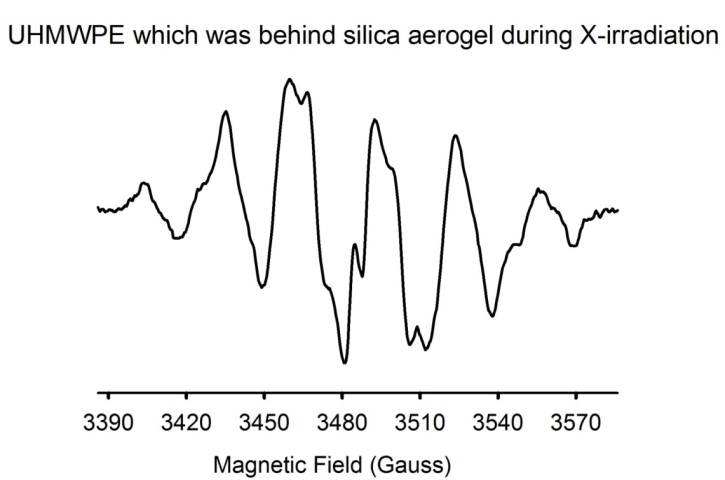 UHMWPE which was behind silica aerogel during X-irradiation
3390 3420 3450 3480 3510 3540 3570
Magnetic Field (Gauss)